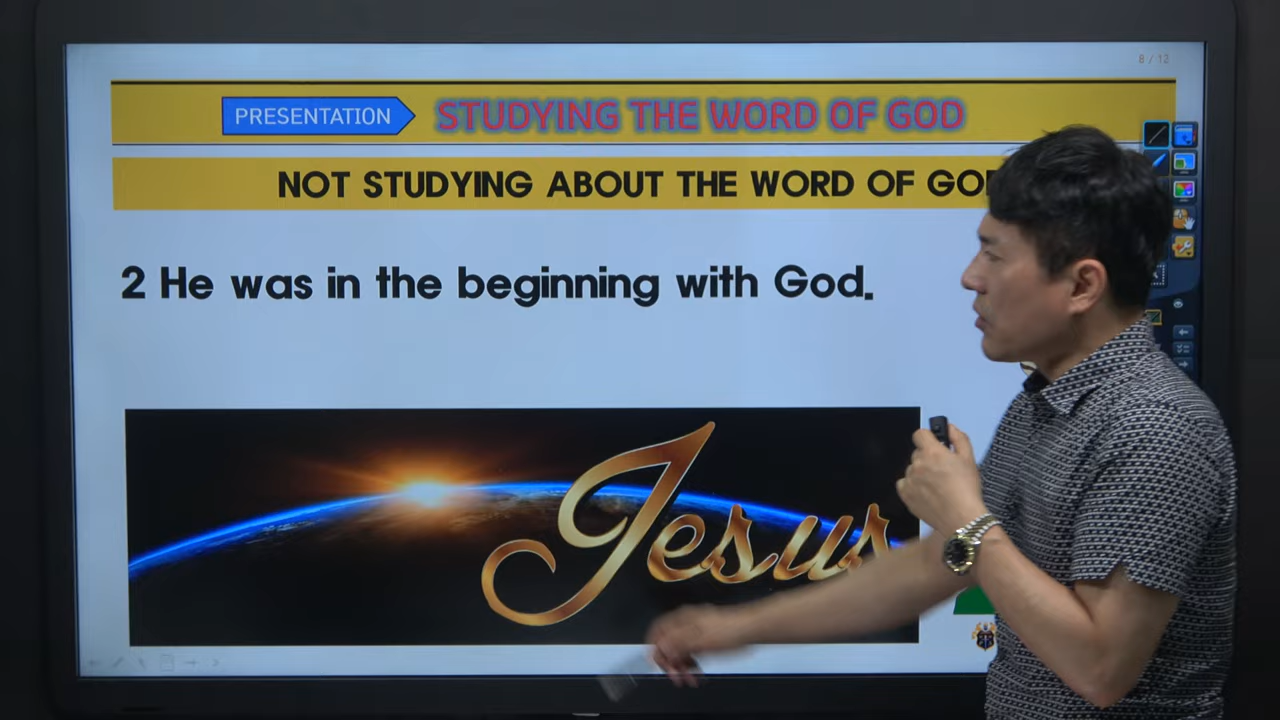 8 / 12
PRESENTATION STUDYING THE WORD OF GOD
NOT STUDYING ABOUT THE WORD OF GOD
2 He was in the beginning with God.
Jesus